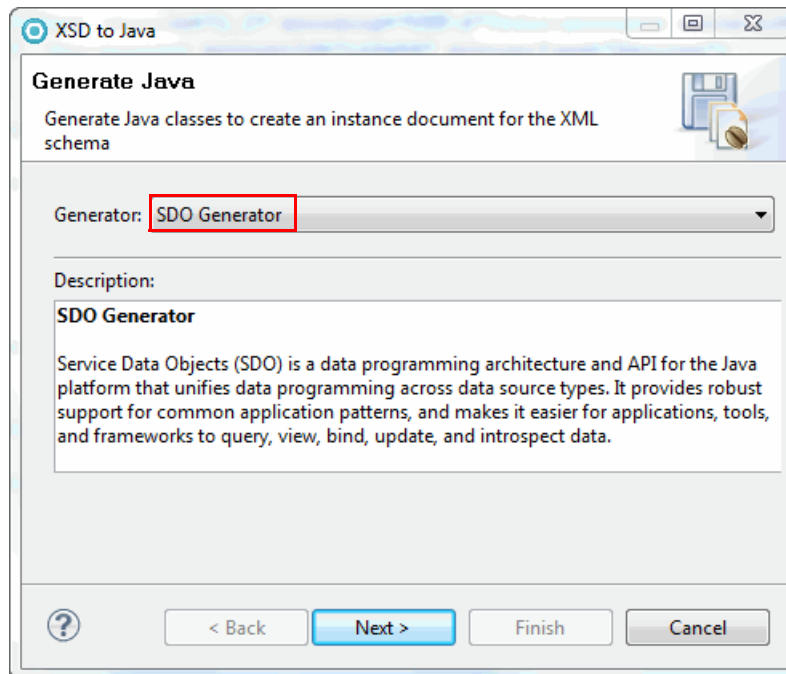 XSD to Java
Generate Java
Generate Java classes to create an instance document for the XML
schema
Generator: SDO Generator
Description:
SDO Generator
Service Data Objects (SDO) is a data programming architecture and API for the Java
platform that unifies data programming across data source types. It provides robust
support for common application patterns, and makes it easier for applications, tools,
and frameworks to query, view, bind, update, and introspect data.
? < Back Next > Finish Cancel